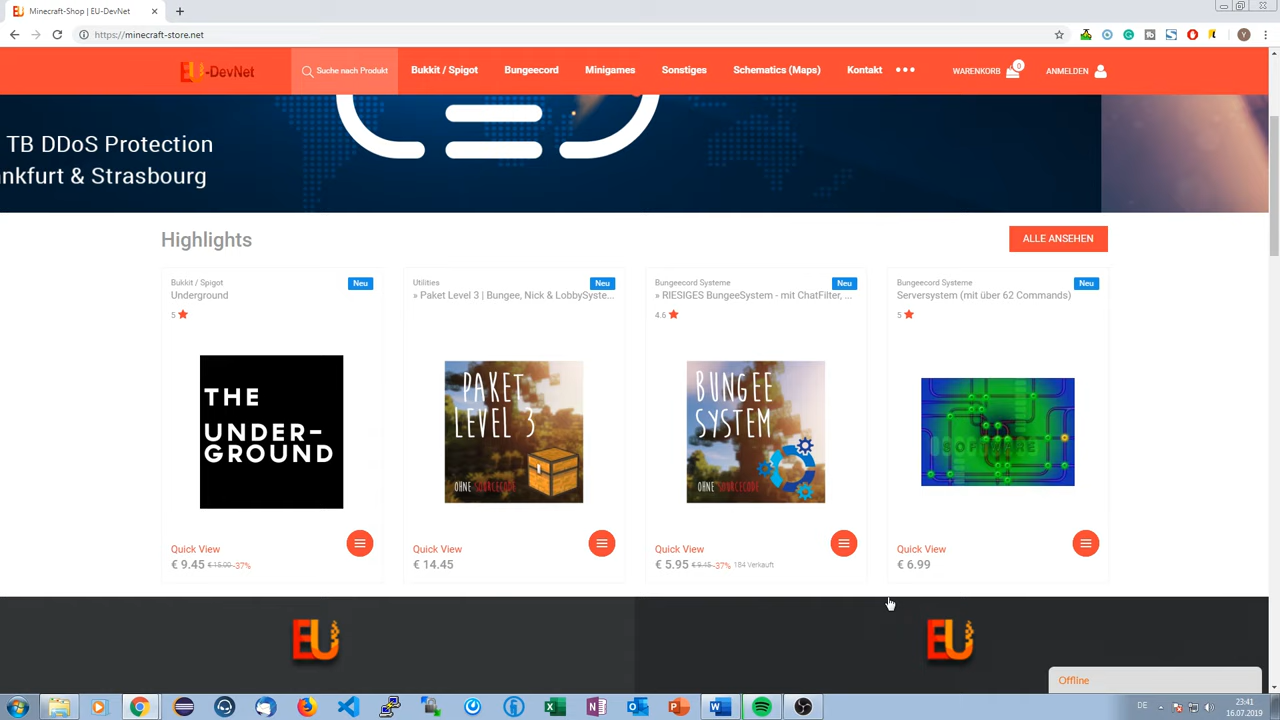 Minecraft-Shop | EU-DevNet
https://minecraft-store.net
Y
EU-DevNet
Suche nach Produkt
Bukkit / Spigot
Bungeecord
Minigames
Sonstiges
Schematics (Maps)
Kontakt
WARENKORB
0
ANMELDEN
TB DDoS Protection
nkfurt & Strasbourg
Highlights
ALLE ANSEHEN
Bukkit / Spigot
Neu
Underground
5
THE
UNDER-
GROUND
Quick View
€ 9.45 € 15.00 -37%
Utilities
Neu
» Paket Level 3 | Bungee, Nick & LobbySyste...
PAKET
LEVEL 3
OHNE SOURCECODE
Quick View
€ 14.45
Bungeecord Systeme
Neu
» RIESIGES BungeeSystem - mit ChatFilter, ...
4.6
BUNGEE
SYSTEM
OHNE SOURCECODE
Quick View
€ 5.95 € 9.45 -37% 184 Verkauft
Bungeecord Systeme
Neu
Serversystem (mit über 62 Commands)
5
SOFTWARE
Quick View
€ 6.99
EU
EU
Offline
DE
23:41
16.07.2019